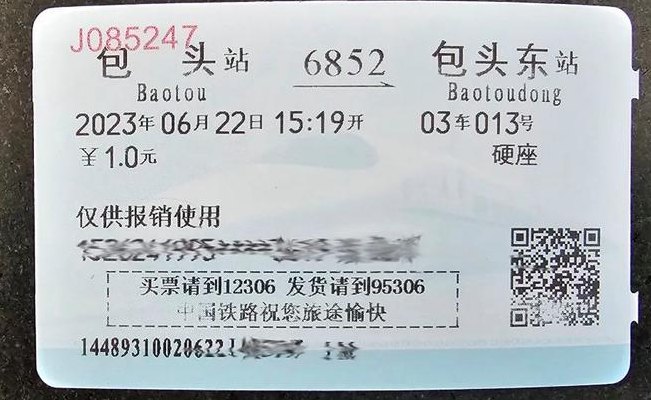 J085247
包头站 6852 包头东站
Baotou Baotoudong
2023年06月22日 15:19开 03车013号
￥1.0元 硬座
仅供报销使用
买票请到12306 发货请到95306
中国铁路祝您旅途愉快
14489310020622